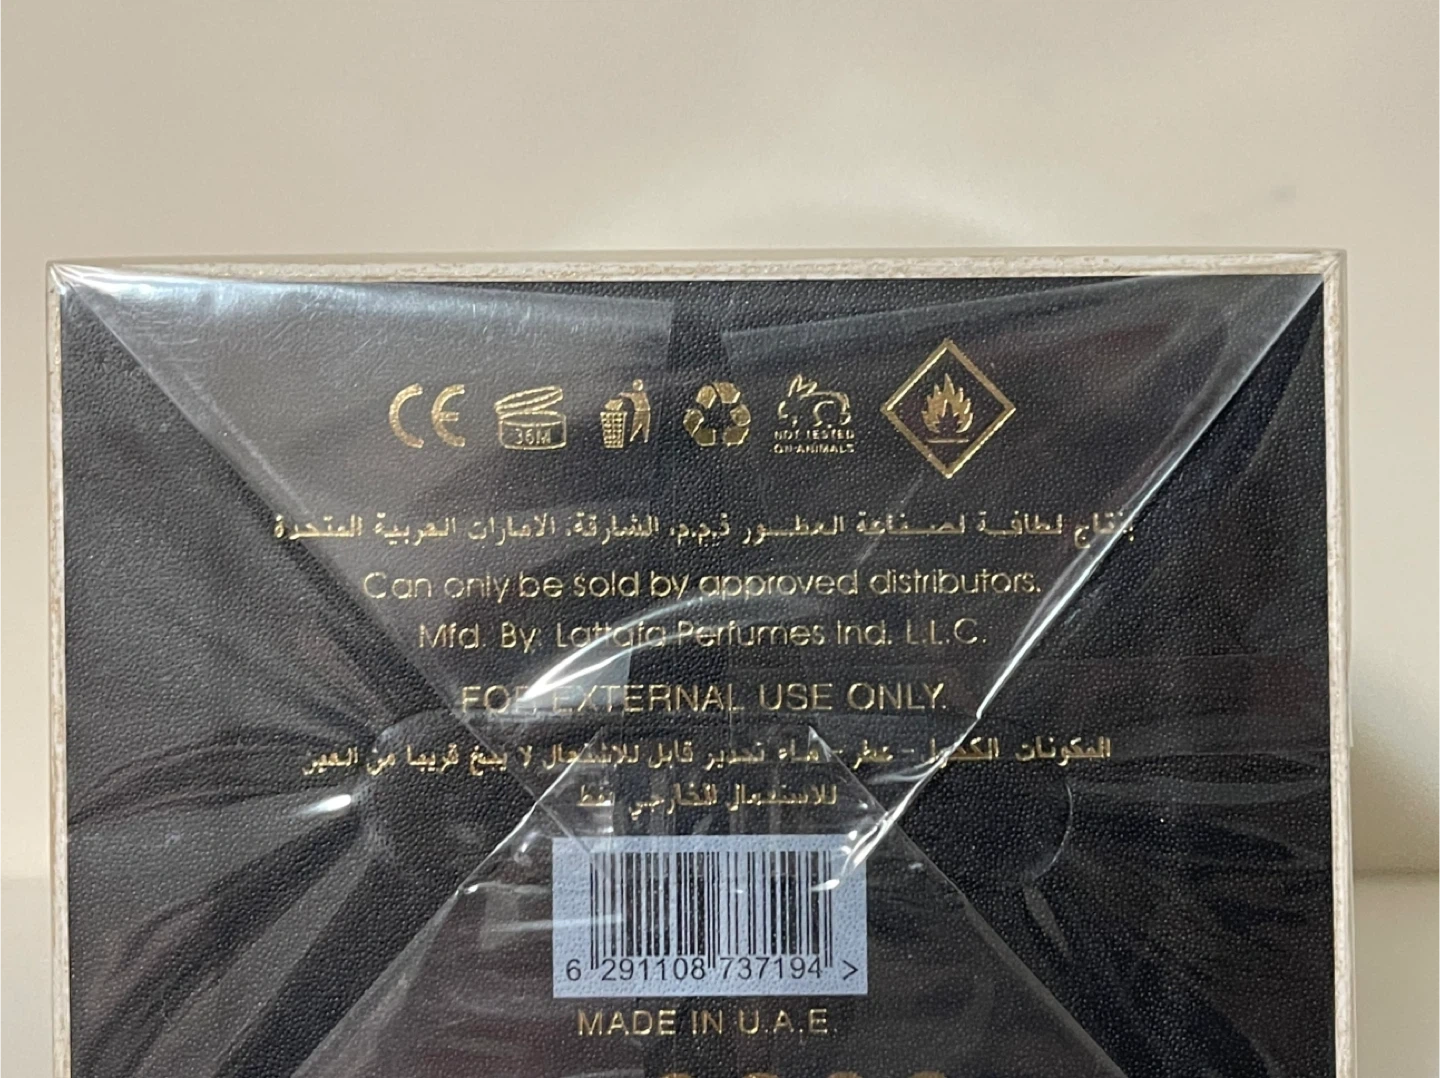 CE
36M
NOT TESTED
ON ANIMALS
إنتاج لطافة لصناعة العطور ذ.م.م، الشارقة، الامارات العربية المتحدة
Can only be sold by approved distributors.
Mfd. By: Lattafa Perfumes Ind. L.L.C.
FOR EXTERNAL USE ONLY.
المكونات الكحول - عطر - ماء تحذير قابل للاشتعال لا يبخ قريبا من العين
للاستعمال الخارجي فقط
6 291108 737194 >
MADE IN U.A.E.